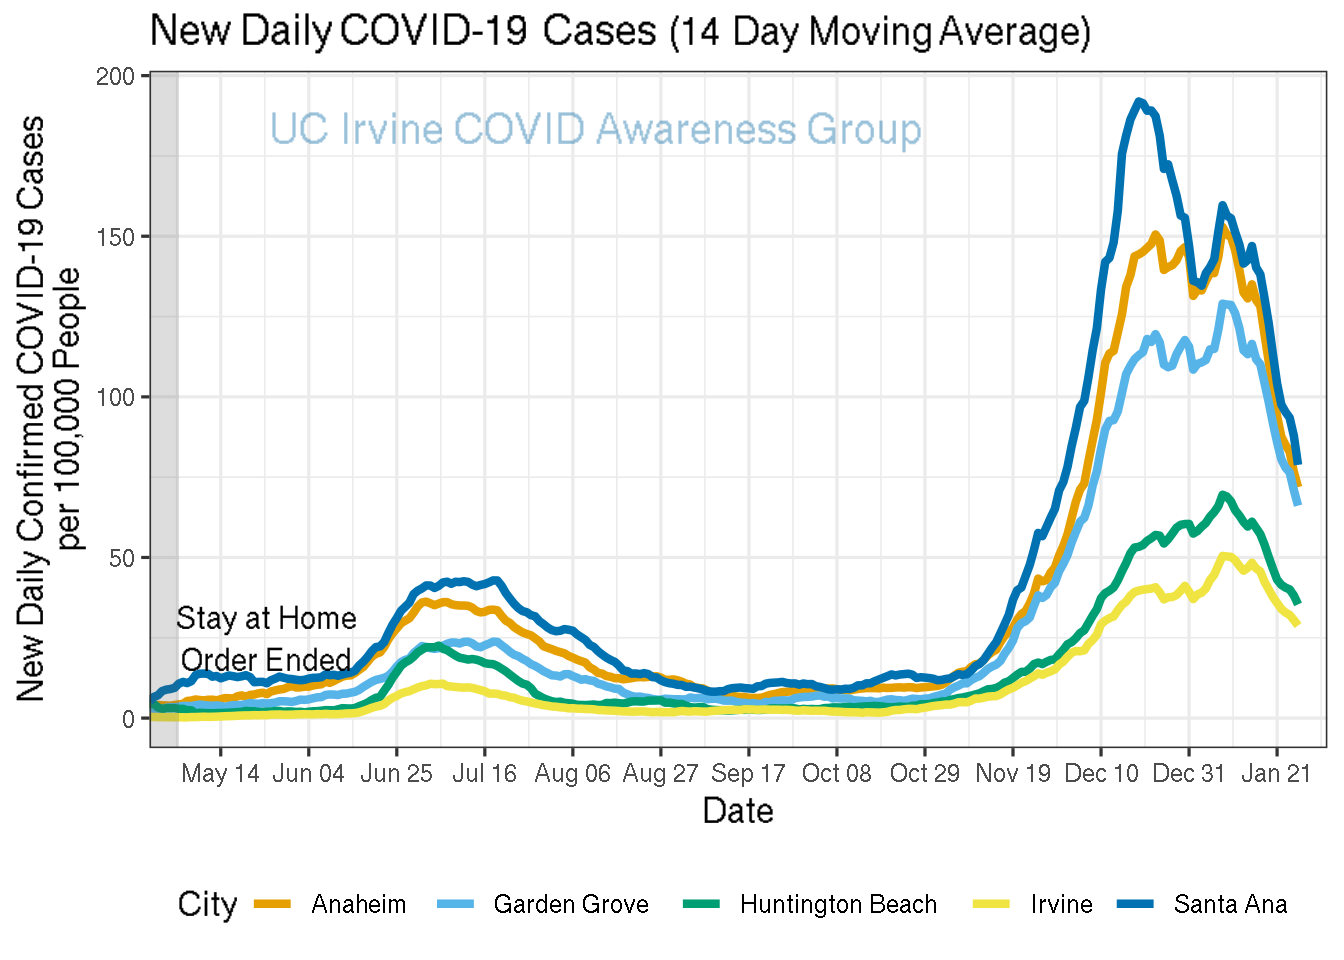 New Daily COVID-19 Cases (14 Day Moving Average)
New Daily Confirmed COVID-19 Cases
per 100,000 People
200
150
100
50
0
UC Irvine COVID Awareness Group
Stay at Home
Order Ended
May 14 Jun 04 Jun 25 Jul 16 Aug 06 Aug 27 Sep 17 Oct 08 Oct 29 Nov 19 Dec 10 Dec 31 Jan 21
Date
City Anaheim Garden Grove Huntington Beach Irvine Santa Ana